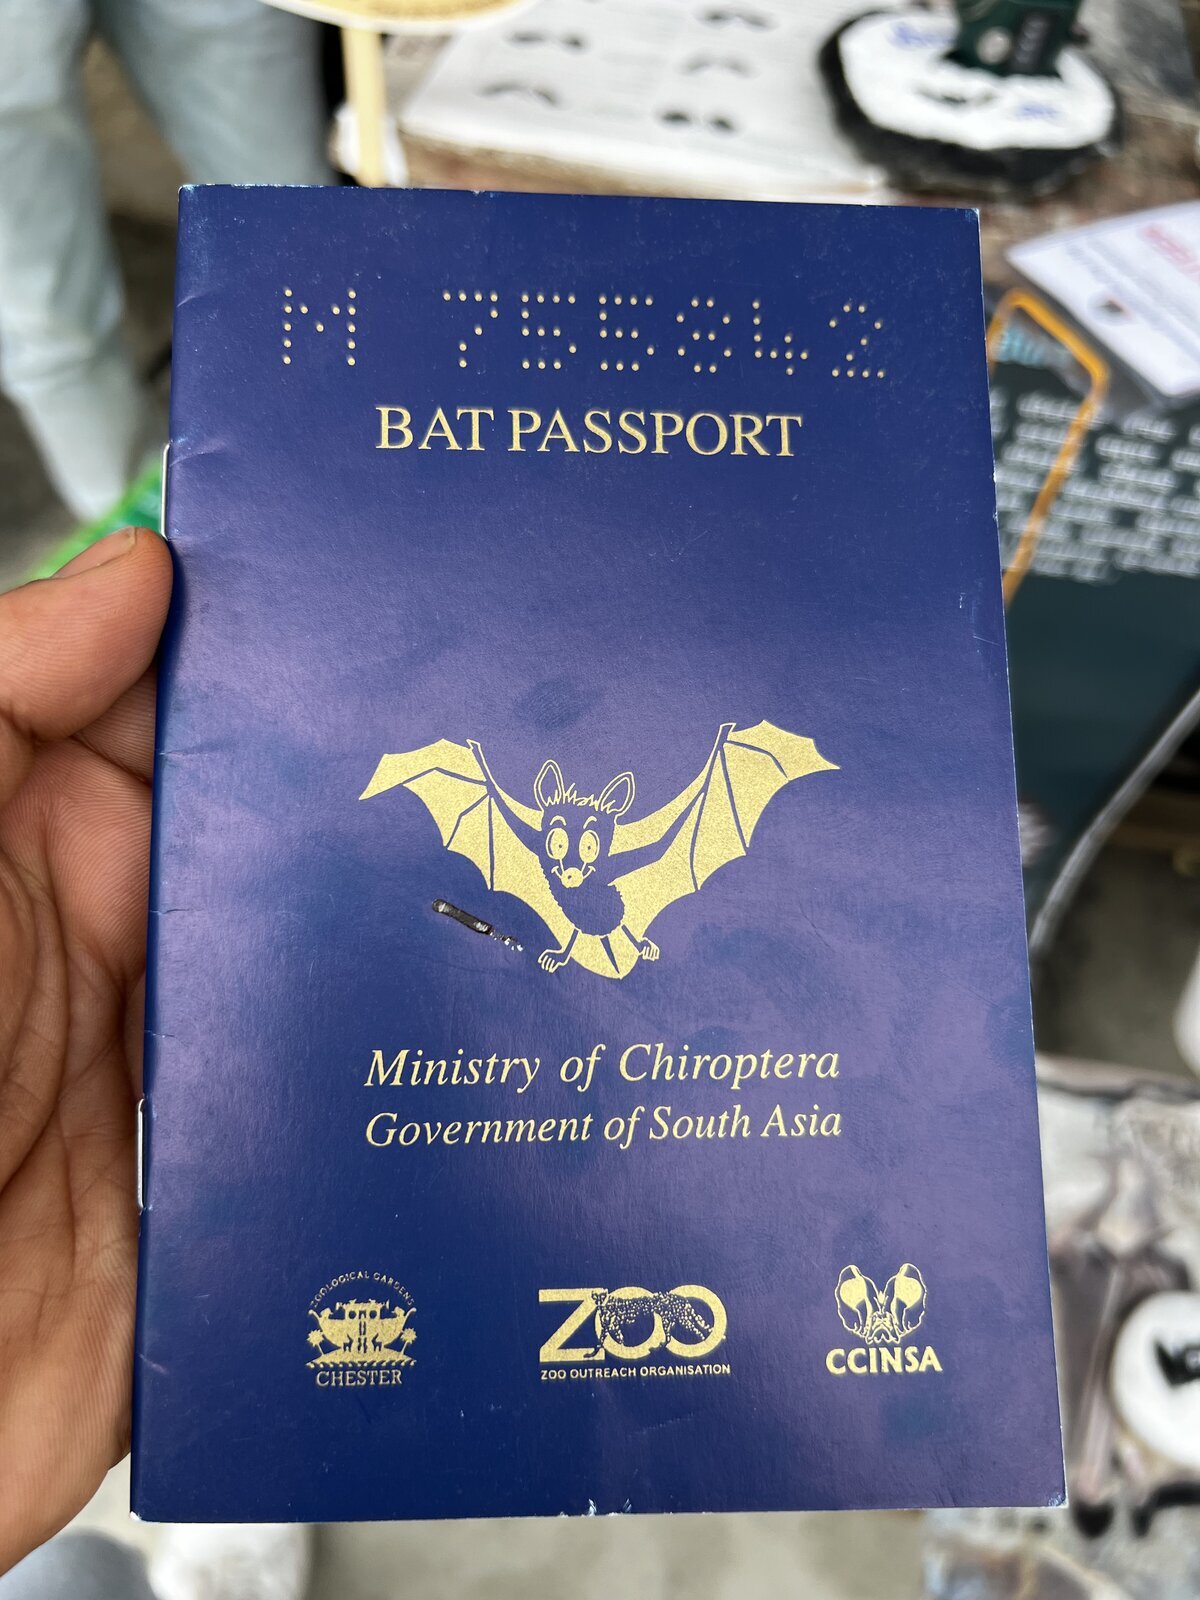 M 755842
BAT PASSPORT
Ministry of Chiroptera
Government of South Asia
ZOOLOGICAL GARDENS
CHESTER
ZOO
ZOO OUTREACH ORGANISATION
CCINSA